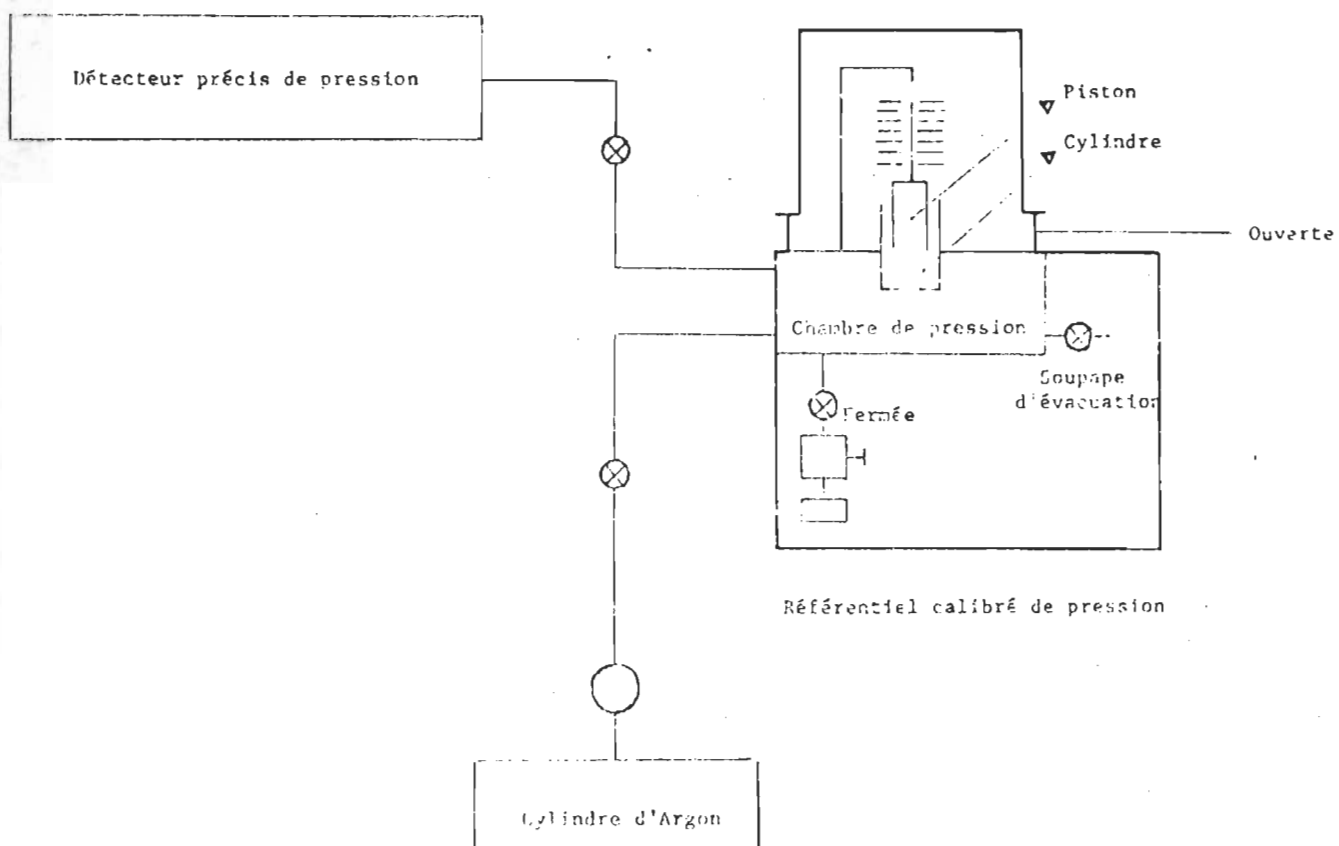 Détecteur précis de pression
Piston
Cylindre
Ouverte
Chambre de pression
Soupape
d'évacuation
Fermée
Référentiel calibré de pression
Cylindre d'Argon